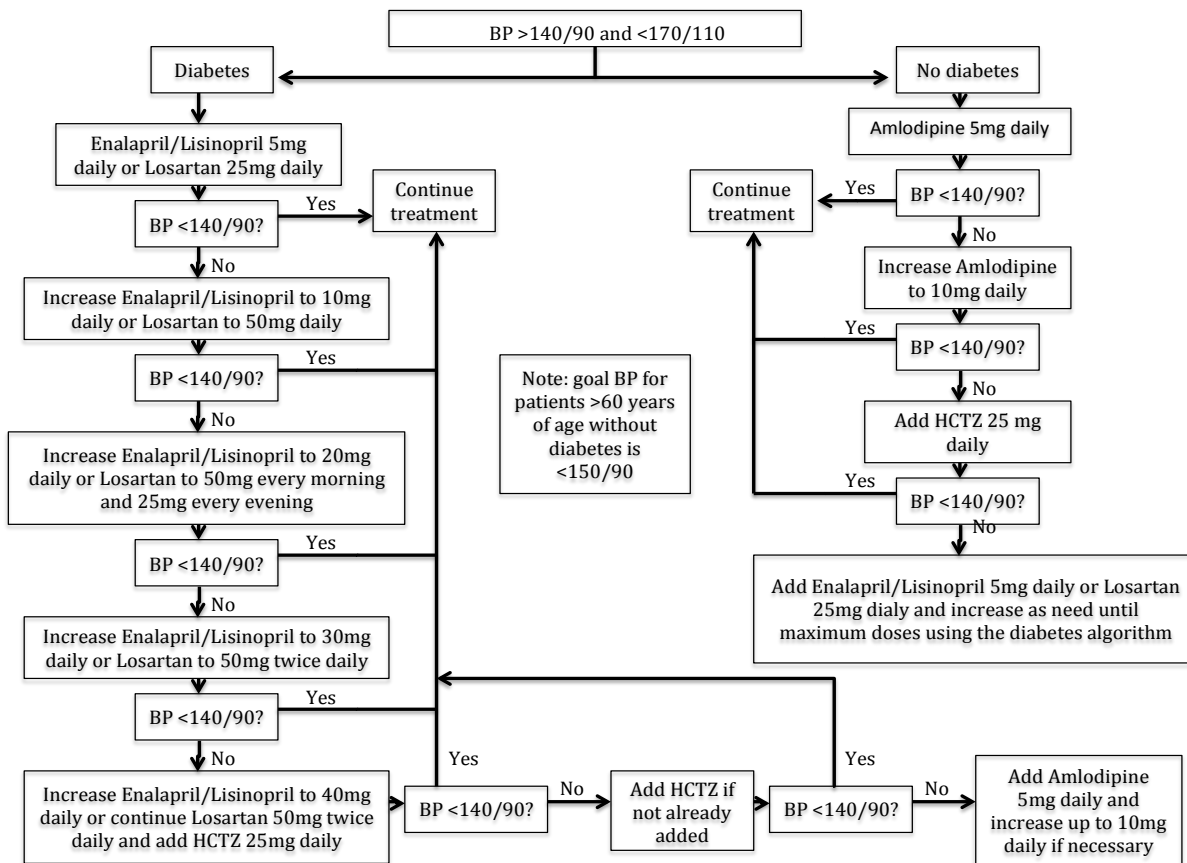 BP >140/90 and <170/110
Diabetes
Enalapril/Lisinopril 5mg
daily or Losartan 25mg daily
BP <140/90?
Yes
Continue
treatment
No
Increase Enalapril/Lisinopril to 10mg
daily or Losartan to 50mg daily
BP <140/90?
Yes
No
Increase Enalapril/Lisinopril to 20mg
daily or Losartan to 50mg every morning
and 25mg every evening
BP <140/90?
Yes
No
Increase Enalapril/Lisinopril to 30mg
daily or Losartan to 50mg twice daily
BP <140/90?
Yes
No
Increase Enalapril/Lisinopril to 40mg
daily or continue Losartan 50mg twice
daily and add HCTZ 25mg daily
BP <140/90?
Yes
No
Add HCTZ if
not already
added
BP <140/90?
Yes
No
Add Amlodipine
5mg daily and
increase up to 10mg
daily if necessary
Note: goal BP for
patients >60 years
of age without
diabetes is
<150/90
No diabetes
Amlodipine 5mg daily
BP <140/90?
Yes
Continue
treatment
No
Increase Amlodipine
to 10mg daily
BP <140/90?
Yes
No
Add HCTZ 25 mg
daily
BP <140/90?
Yes
No
Add Enalapril/Lisinopril 5mg daily or Losartan
25mg dialy and increase as need until
maximum doses using the diabetes algorithm